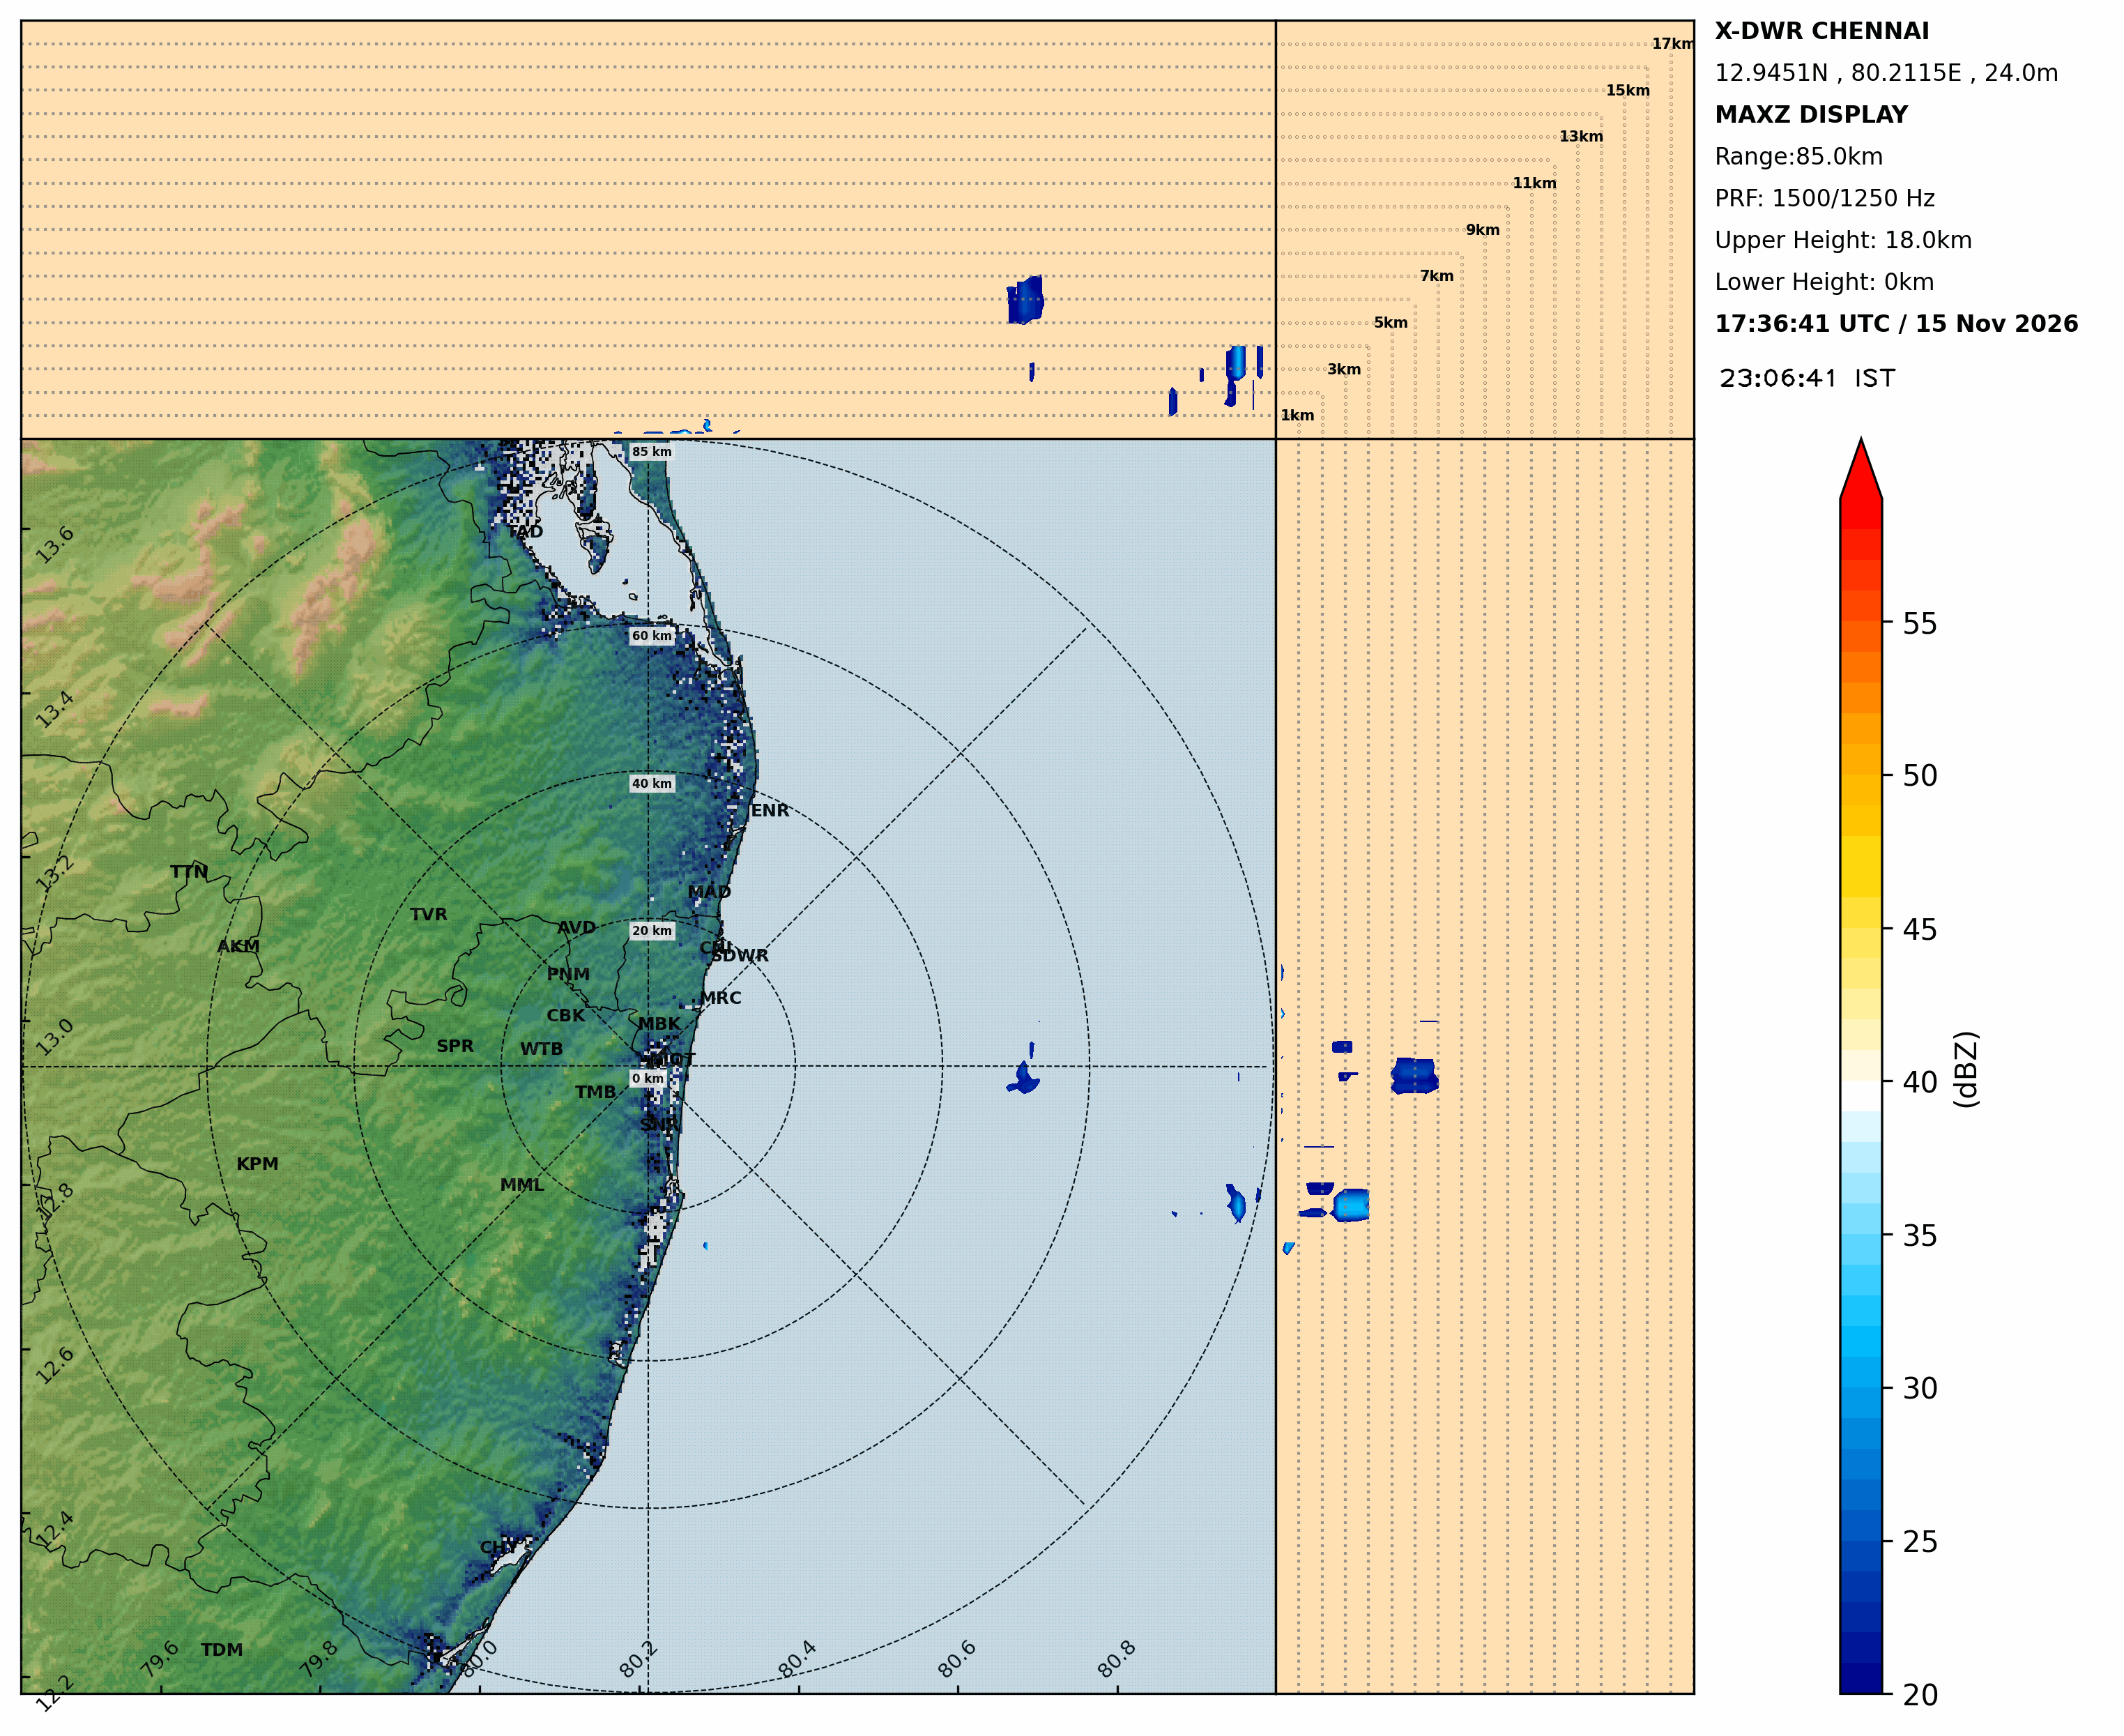 X-DWR CHENNAI
12.9451N , 80.2115E , 24.0m
MAXZ DISPLAY
Range:85.0km
PRF: 1500/1250 Hz
Upper Height: 18.0km
Lower Height: 0km
17:36:41 UTC / 15 Nov 2026
23:06:41 IST
17km
15km
13km
11km
9km
7km
5km
3km
1km
85 km
TAD
13.6
60 km
13.4
40 km
ENR
13.2
TTN
MAD
TVR
AVD
20 km
AKM
SDWR
PNM
MRC
CBK
MBK
13.0
SPR
WTB
0 km
TMB
SNR
KPM
MML
12.8
12.6
12.4
CHY
TDM
12.2
79.6
79.8
80.0
80.2
80.4
80.6
80.8
55
50
45
40
35
30
25
20
(dBZ)